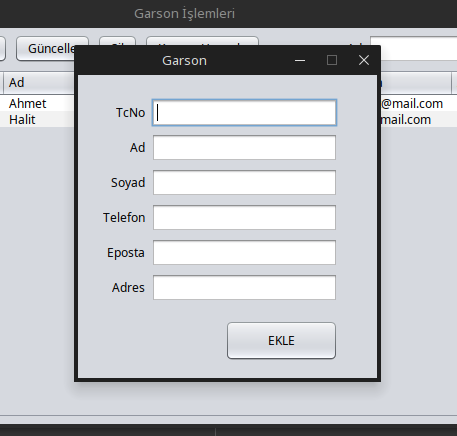 Garson İşlemleri
Güncelle
Garson
Ad
TcNo
Ahmet
@mail.com
Halit
mail.com
Ad
Soyad
Telefon
Eposta
Adres
EKLE